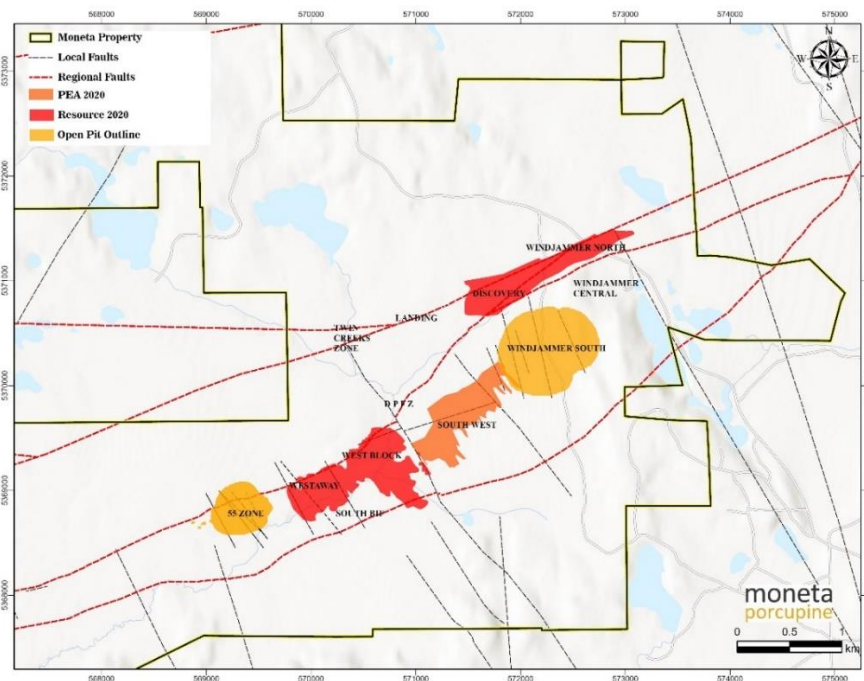 568000 569000 570000 571000 572000 573000 574000 575000
Moneta Property
Local Faults
Regional Faults
PEA 2020
Resource 2020
Open Pit Outline
N
W E
S
5373000
5372000
5371000
5370000
5369000
5368000
WINDJAMMER NORTH
DISCOVERY
WINDJAMMER
CENTRAL
LANDING
TWIN
CREEKS
ZONE
WINDJAMMER SOUTH
D P F Z
SOUTH WEST
WEST BLOCK
WESTAWAY
55 ZONE
SOUTH BIF
moneta
porcupine
0 0.5 1
km
568000 569000 570000 571000 572000 573000 574000 575000